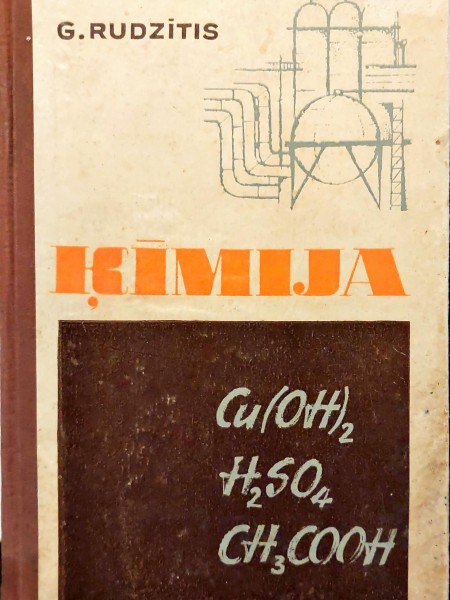 G.RUDZĪTIS
ĶĪMIJA
Cu(OH)₂
H₂SO₄
CH₃COOH